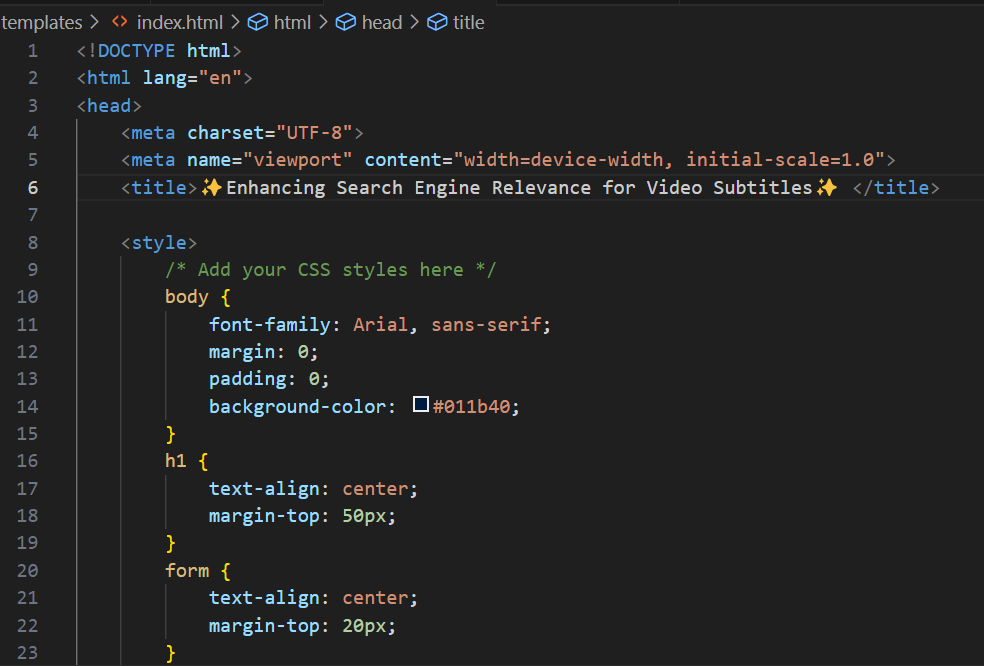 templates > <> index.html > html > head > title
1 <!DOCTYPE html>
2 <html lang="en">
3 <head>
4     <meta charset="UTF-8">
5     <meta name="viewport" content="width=device-width, initial-scale=1.0">
6     <title>✨Enhancing Search Engine Relevance for Video Subtitles✨ </title>
7
8     <style>
9         /* Add your CSS styles here */
10         body {
11             font-family: Arial, sans-serif;
12             margin: 0;
13             padding: 0;
14             background-color: #011b40;
15         }
16         h1 {
17             text-align: center;
18             margin-top: 50px;
19         }
20         form {
21             text-align: center;
22             margin-top: 20px;
23         }